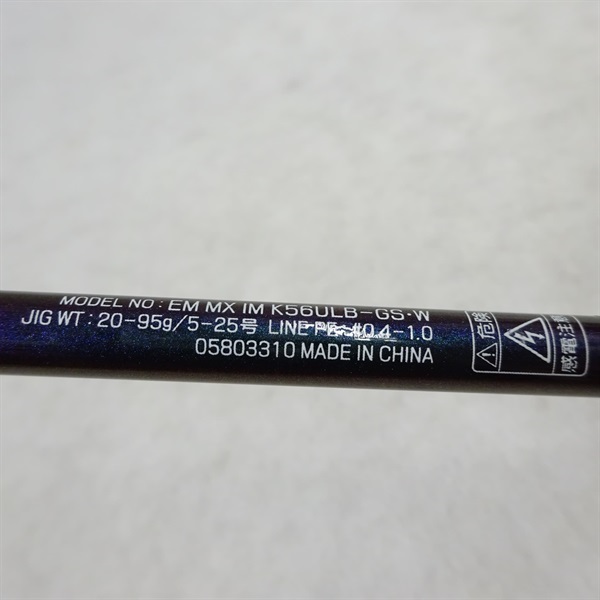 MODEL NO : EM MX IM K56ULB-GS·W
JIG WT : 20-95g/5-25号 LINE PE #0.4-1.0
05803310 MADE IN CHINA
危険
感電注意